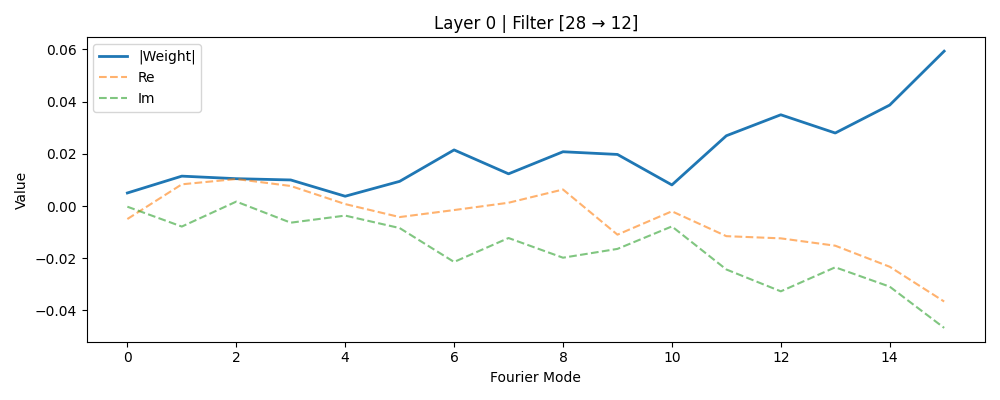 Layer 0 | Filter [28 → 12]
|Weight|
Re
Im
0.06
0.04
0.02
0.00
−0.02
−0.04
Value
0 2 4 6 8 10 12 14
Fourier Mode